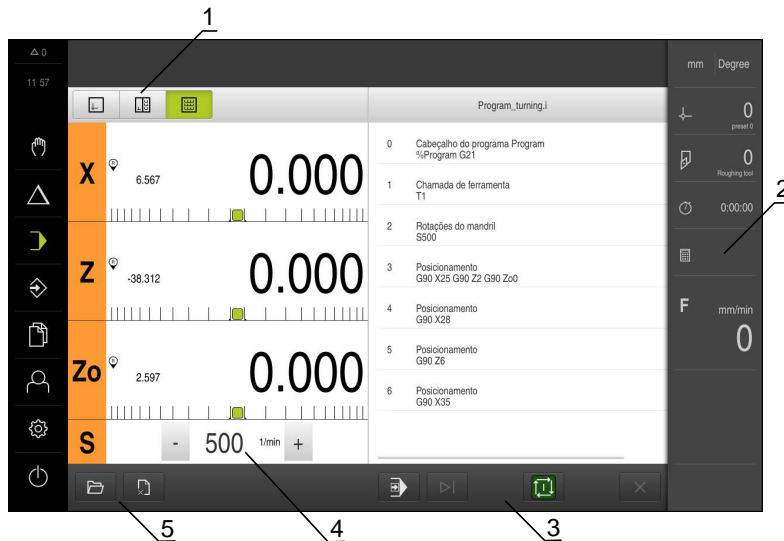 1
0
11 57
mm Degree
Program_turning.i
0
preset 0
0
Roughing tool
0:00:00
2
F mm/min
0
X R 6.567 0.000
Z R -38.312 0.000
Zo R 2.597 0.000
S - 500 1/min +
0 Cabeçalho do programa Program
%Program G21
1 Chamada de ferramenta
T1
2 Rotações do mandril
S500
3 Posicionamento
G90 X25 G90 Z2 G90 Zo0
4 Posicionamento
G90 X28
5 Posicionamento
G90 Z6
6 Posicionamento
G90 X35
5
4
3